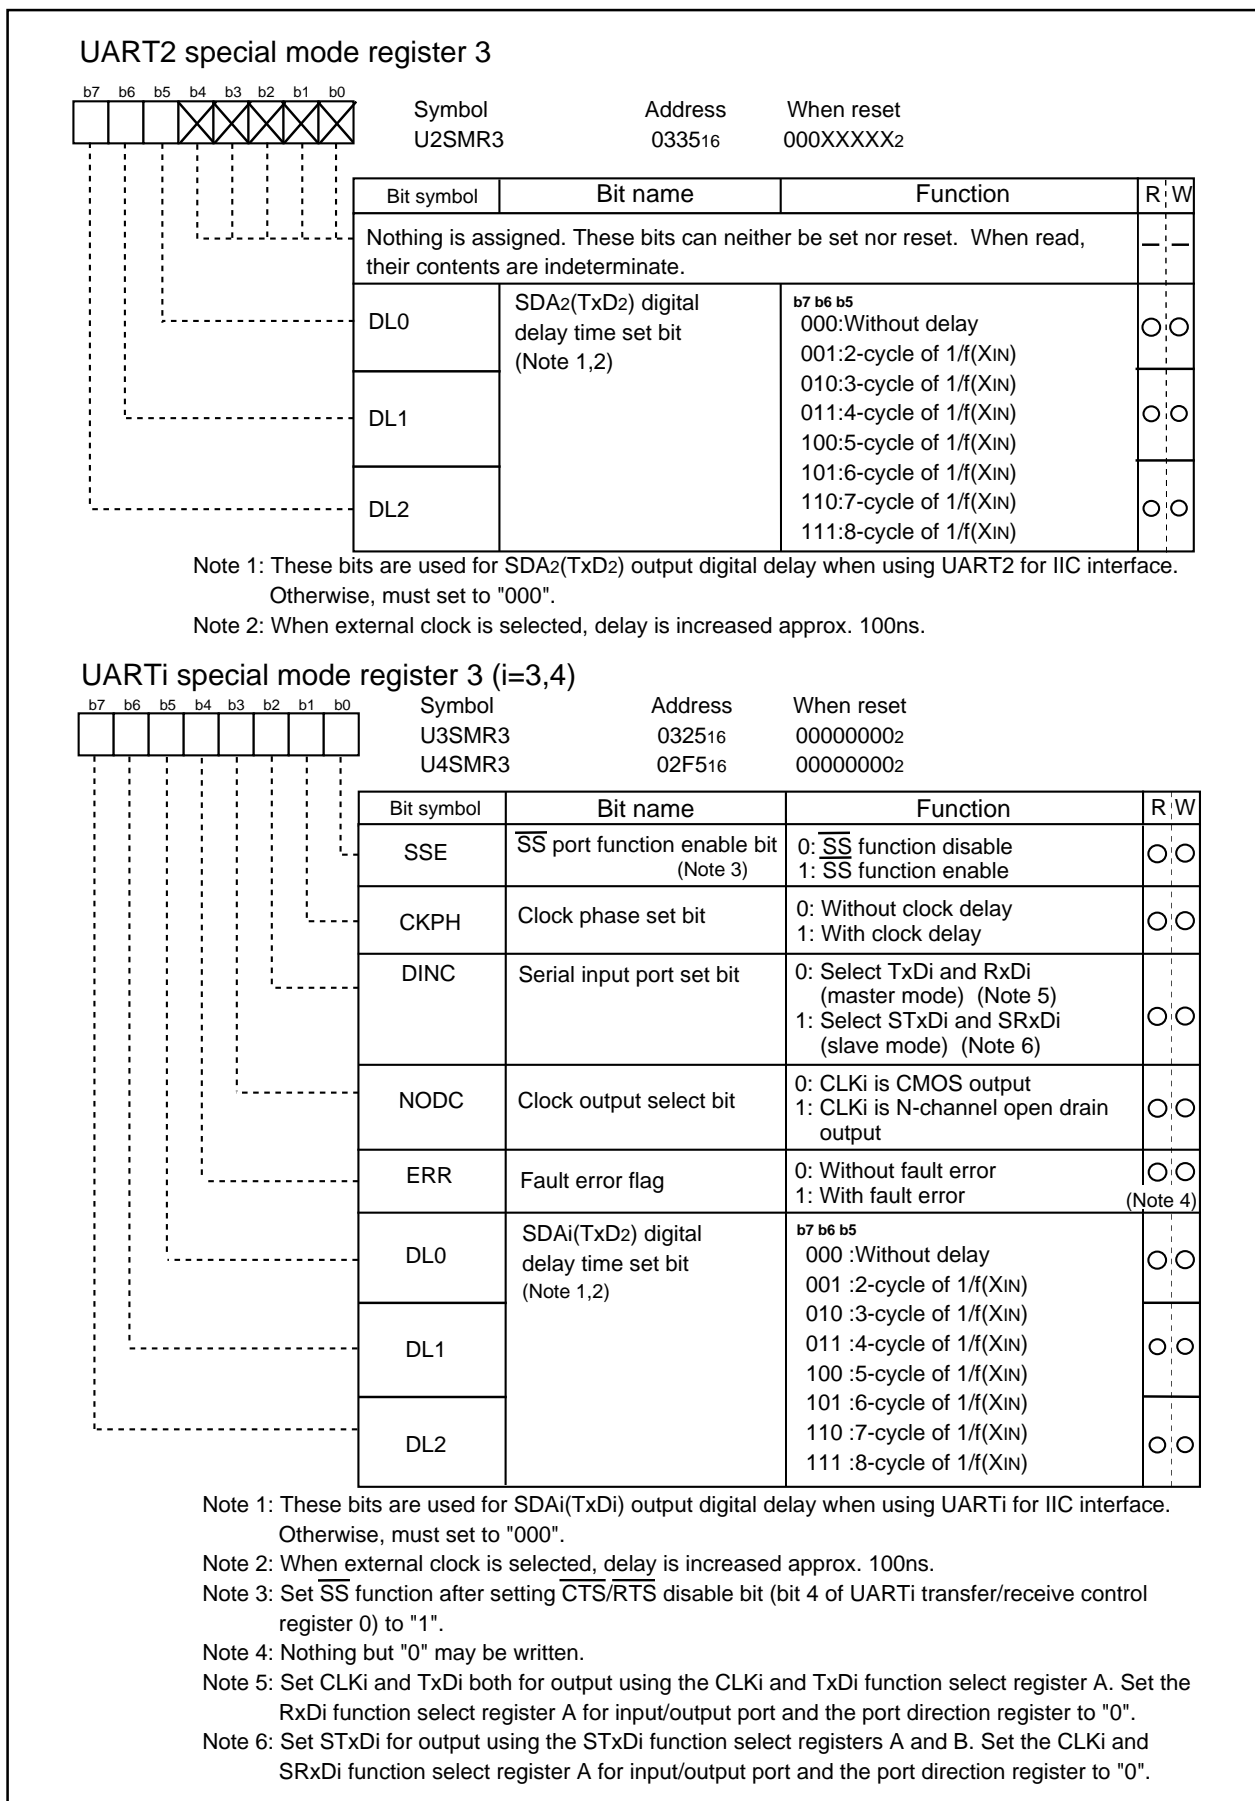 UART2 special mode register 3
b7 b6 b5 b4 b3 b2 b1 b0
Symbol Address When reset
U2SMR3 033516 000XXXXX2
Bit symbol Bit name Function R W
Nothing is assigned. These bits can neither be set nor reset. When read, — —
their contents are indeterminate.
DL0 SDA2(TxD2) digital
delay time set bit
(Note 1,2)
b7 b6 b5
000:Without delay
001:2-cycle of 1/f(XIN)
010:3-cycle of 1/f(XIN)
DL1 011:4-cycle of 1/f(XIN)
100:5-cycle of 1/f(XIN)
101:6-cycle of 1/f(XIN)
DL2 110:7-cycle of 1/f(XIN)
111:8-cycle of 1/f(XIN)
Note 1: These bits are used for SDA2(TxD2) output digital delay when using UART2 for IIC interface.
Otherwise, must set to "000".
Note 2: When external clock is selected, delay is increased approx. 100ns.
UARTi special mode register 3 (i=3,4)
b7 b6 b5 b4 b3 b2 b1 b0
Symbol Address When reset
U3SMR3 032516 000000002
U4SMR3 02F516 000000002
Bit symbol Bit name Function R W
SSE SS port function enable bit
(Note 3)
0: SS function disable
1: SS function enable
CKPH Clock phase set bit
0: Without clock delay
1: With clock delay
DINC Serial input port set bit
0: Select TxDi and RxDi
(master mode) (Note 5)
1: Select STxDi and SRxDi
(slave mode) (Note 6)
NODC Clock output select bit
0: CLKi is CMOS output
1: CLKi is N-channel open drain
output
ERR Fault error flag
0: Without fault error
1: With fault error
(Note 4)
DL0 SDAi(TxD2) digital
delay time set bit
(Note 1,2)
b7 b6 b5
000 :Without delay
001 :2-cycle of 1/f(XIN)
010 :3-cycle of 1/f(XIN)
DL1 011 :4-cycle of 1/f(XIN)
100 :5-cycle of 1/f(XIN)
101 :6-cycle of 1/f(XIN)
DL2 110 :7-cycle of 1/f(XIN)
111 :8-cycle of 1/f(XIN)
Note 1: These bits are used for SDAi(TxDi) output digital delay when using UARTi for IIC interface.
Otherwise, must set to "000".
Note 2: When external clock is selected, delay is increased approx. 100ns.
Note 3: Set SS function after setting CTS/RTS disable bit (bit 4 of UARTi transfer/receive control
register 0) to "1".
Note 4: Nothing but "0" may be written.
Note 5: Set CLKi and TxDi both for output using the CLKi and TxDi function select register A. Set the
RxDi function select register A for input/output port and the port direction register to "0".
Note 6: Set STxDi for output using the STxDi function select registers A and B. Set the CLKi and
SRxDi function select register A for input/output port and the port direction register to "0".